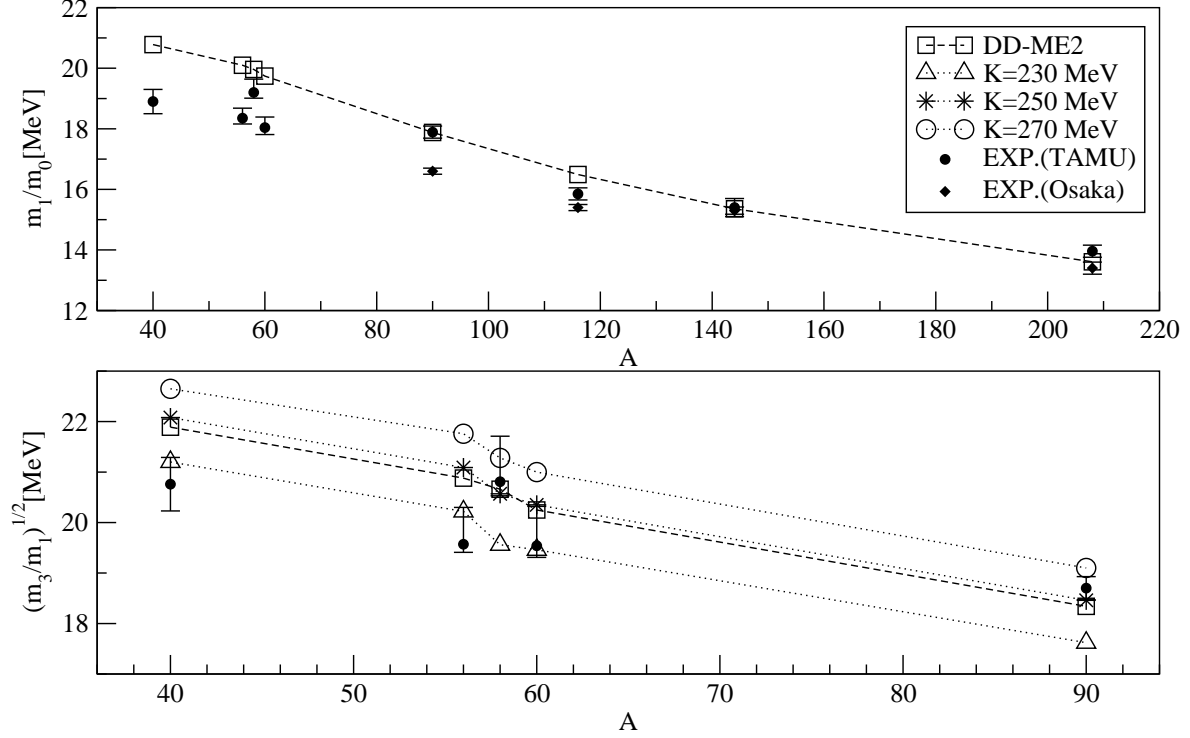 22
20
18
16
14
12
m1/m0[MeV]
DD-ME2
K=230 MeV
K=250 MeV
K=270 MeV
EXP.(TAMU)
EXP.(Osaka)
40 60 80 100 120 140 160 180 200 220
A
22
20
18
(m3/m1)^1/2[MeV]
40 50 60 70 80 90
A